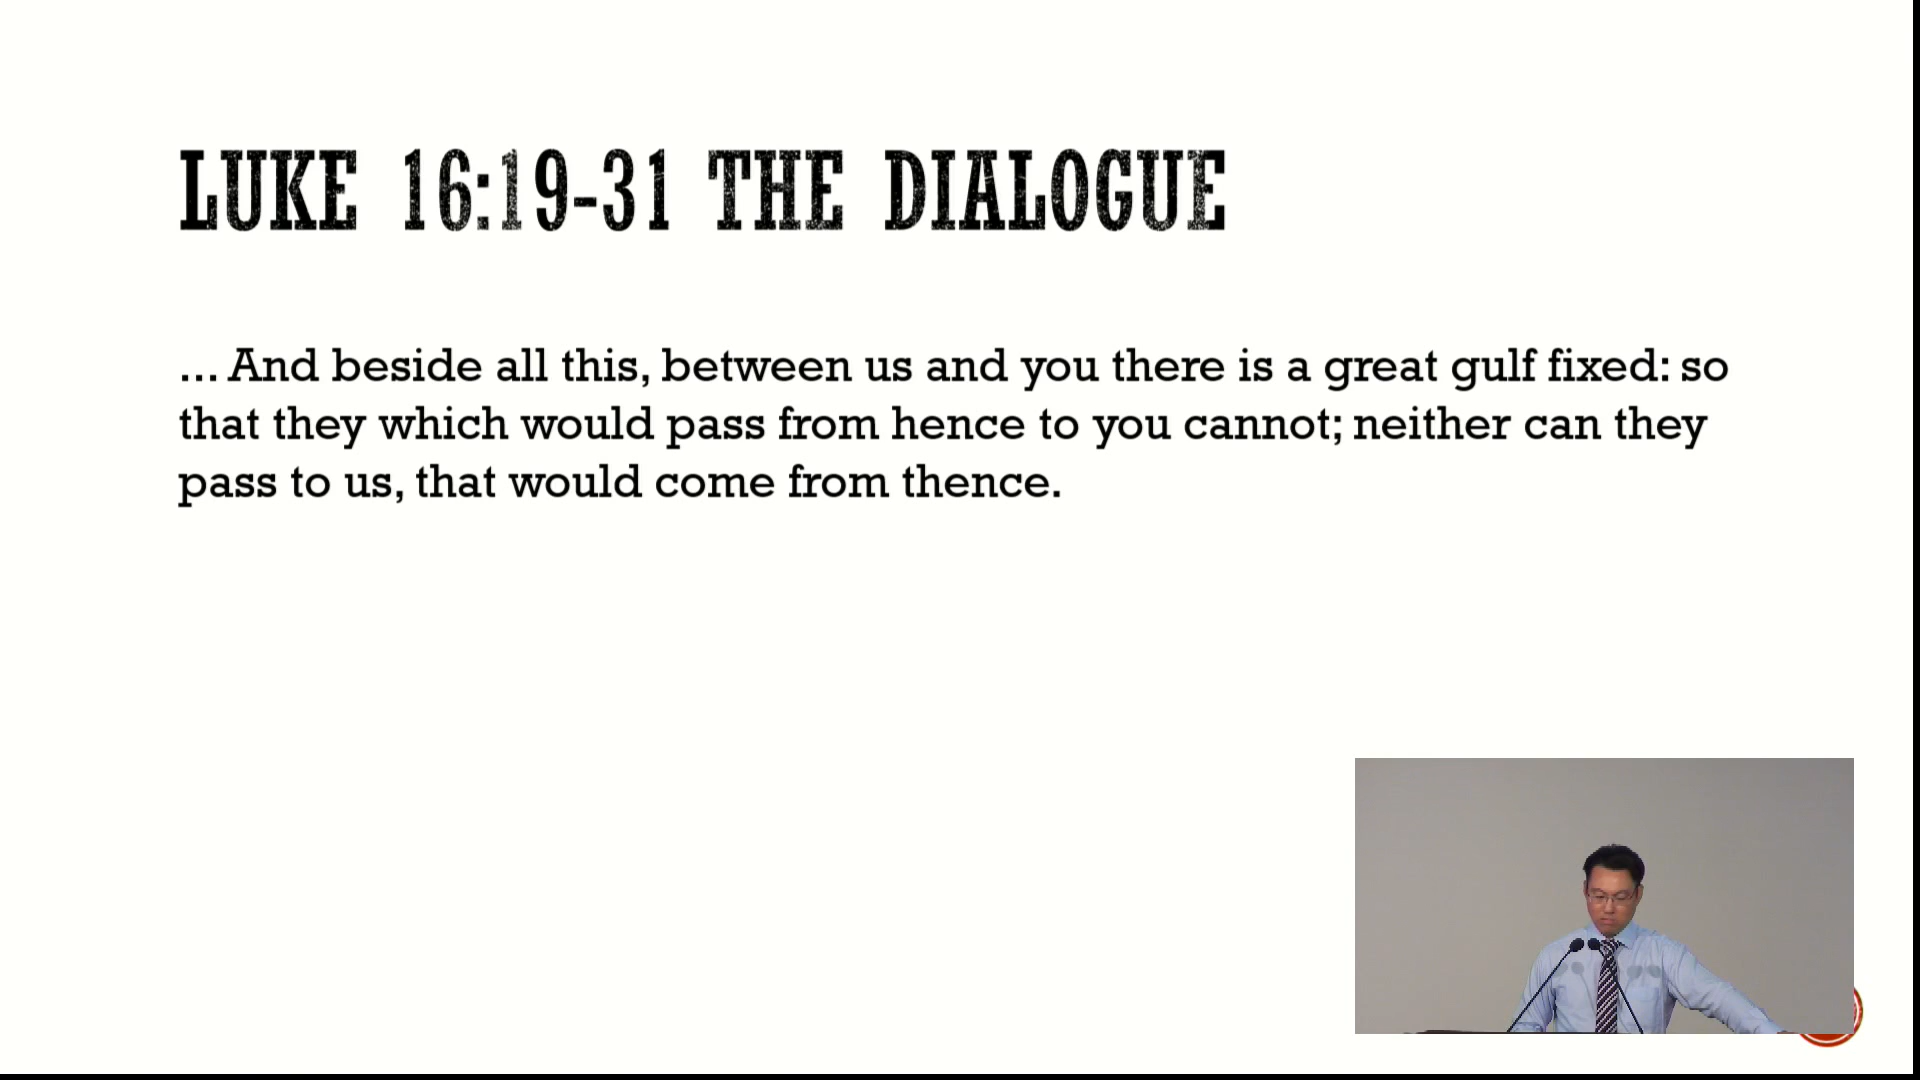 LUKE 16:19-31 THE DIALOGUE
... And beside all this, between us and you there is a great gulf fixed: so
that they which would pass from hence to you cannot; neither can they
pass to us, that would come from thence.